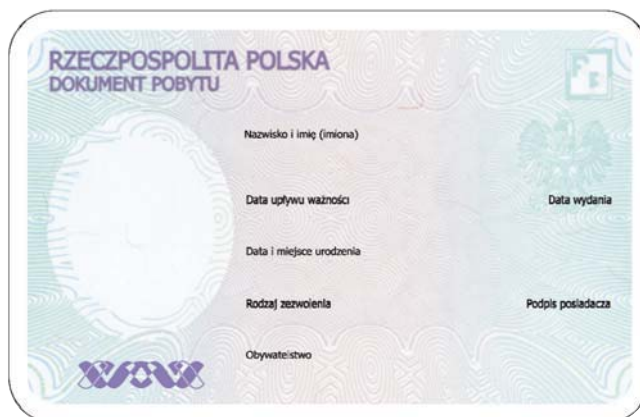 RZECZPOSPOLITA POLSKA
DOKUMENT POBYTU
Nazwisko i imię (imiona)
Data upływu ważności
Data wydania
Data i miejsce urodzenia
Rodzaj zezwolenia
Podpis posiadacza
Obywatelstwo